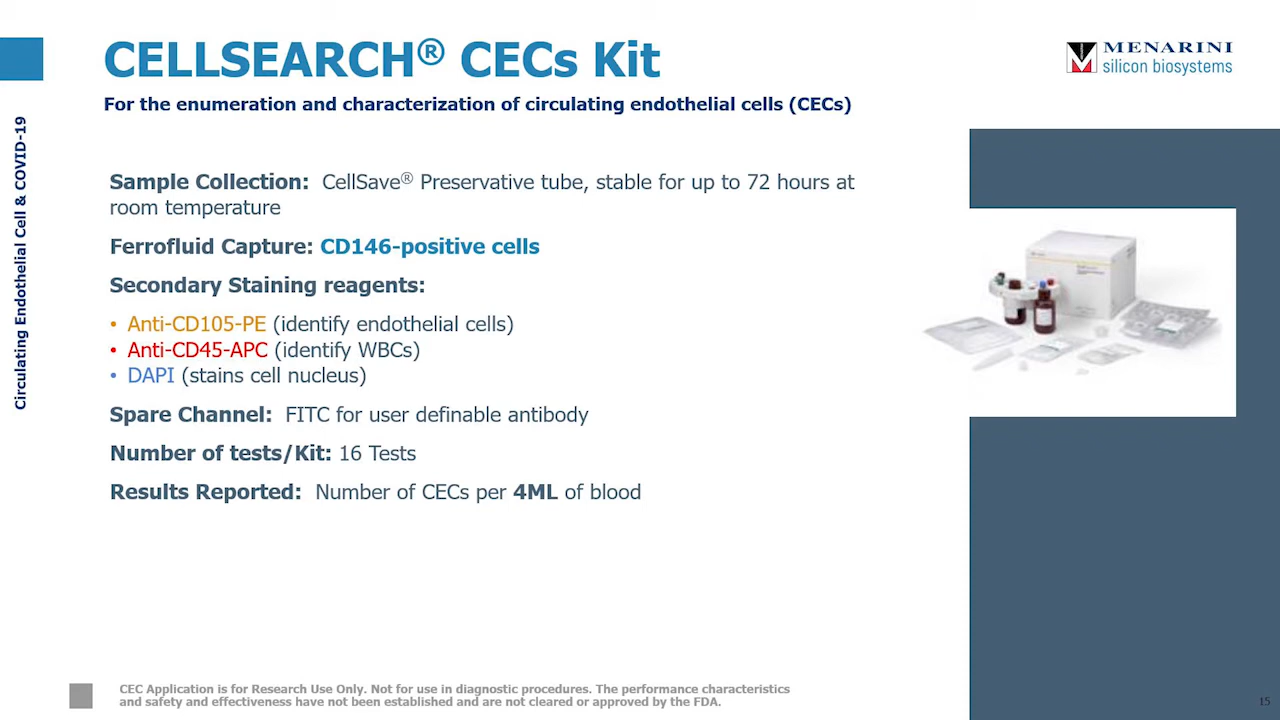 CELLSEARCH® CECs Kit
For the enumeration and characterization of circulating endothelial cells (CECs)
MENARINI
silicon biosystems
Circulating Endothelial Cell & COVID-19
Sample Collection: CellSave® Preservative tube, stable for up to 72 hours at
room temperature
Ferrofluid Capture: CD146-positive cells
Secondary Staining reagents:
• Anti-CD105-PE (identify endothelial cells)
• Anti-CD45-APC (identify WBCs)
• DAPI (stains cell nucleus)
Spare Channel: FITC for user definable antibody
Number of tests/Kit: 16 Tests
Results Reported: Number of CECs per 4ML of blood
CEC Application is for Research Use Only. Not for use in diagnostic procedures. The performance characteristics
and safety and effectiveness have not been established and are not cleared or approved by the FDA.
15